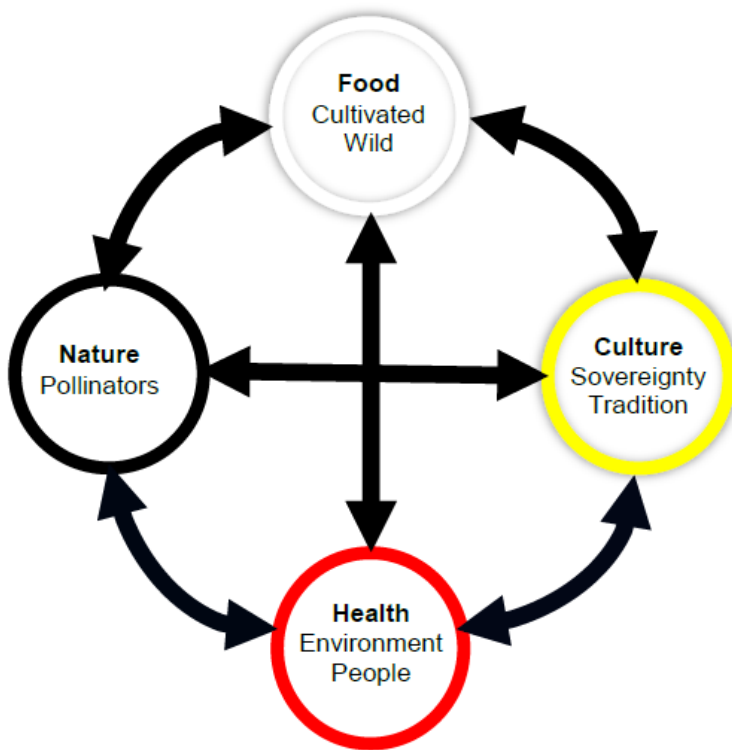 Food
Cultivated
Wild
Nature
Pollinators
Culture
Sovereignty
Tradition
Health
Environment
People